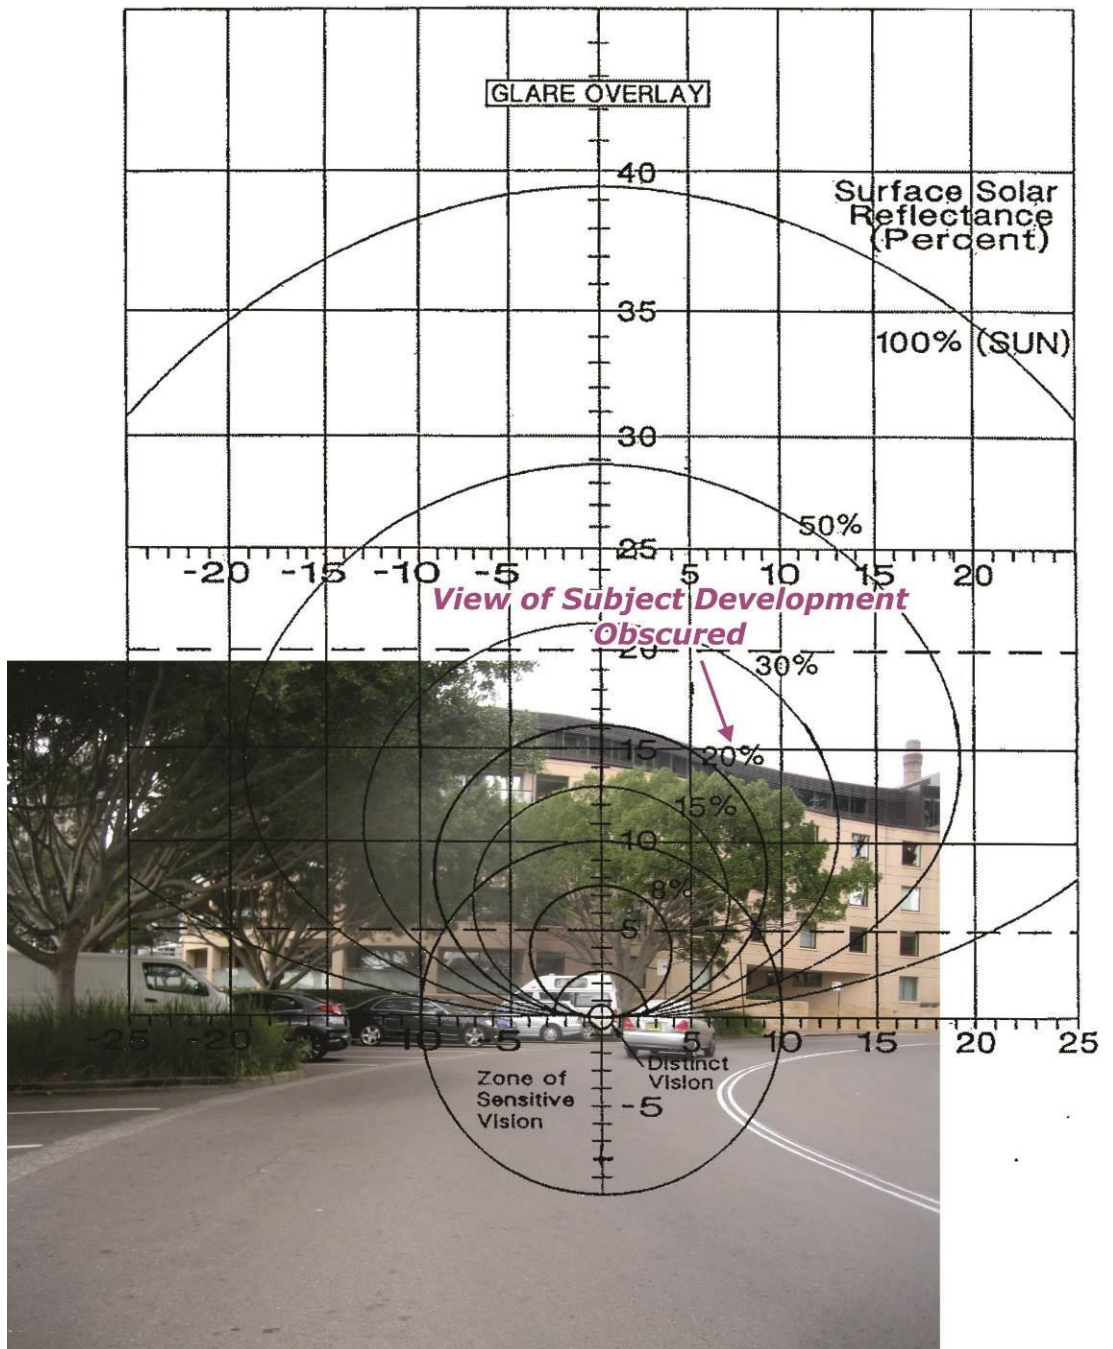 GLARE OVERLAY
40
Surface Solar
Reflectance
(Percent)
35
100% (SUN)
30
50%
25
-20 -15 -10 -5 5 10 15 20
View of Subject Development
Obscured
20
30%
15
20%
15%
10
8%
5
-25 -20 -15 -10 5 5 10 15 20 25
Distinct
Vision
Zone of
Sensitive
Vision
-5